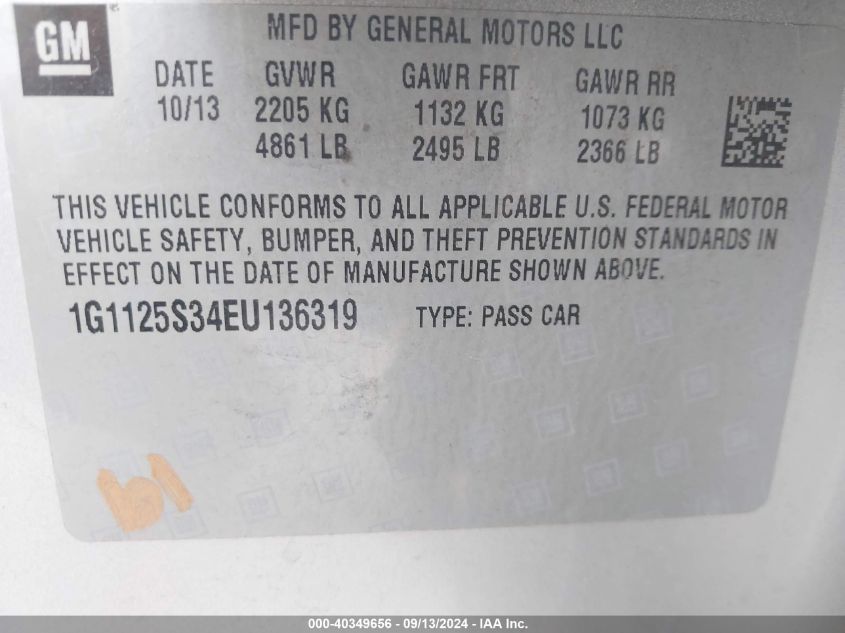 GM
MFD BY GENERAL MOTORS LLC
DATE GVWR GAWR FRT GAWR RR
10/13 2205 KG 1132 KG 1073 KG
4861 LB 2495 LB 2366 LB
THIS VEHICLE CONFORMS TO ALL APPLICABLE U.S. FEDERAL MOTOR
VEHICLE SAFETY, BUMPER, AND THEFT PREVENTION STANDARDS IN
EFFECT ON THE DATE OF MANUFACTURE SHOWN ABOVE.
1G1125S34EU136319 TYPE: PASS CAR
000-40349656 - 09/13/2024 - IAA Inc.